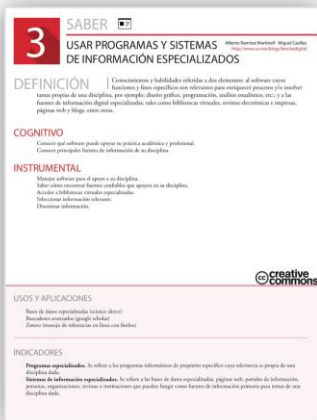 3
SABER
USAR PROGRAMAS Y SISTEMAS
DE INFORMACIÓN ESPECIALIZADOS
Alberto Ramírez Martinell - Miguel Casillas
DEFINICIÓN
Conocimientos y habilidades referidas a dos elementos: al software cuyas
funciones y fines específicos son relevantes para enriquecer procesos y/o resolver
tareas propias de una disciplina, por ejemplo: diseño gráfico, programación, análisis estadístico, etc.; y a las
fuentes de información digital especializadas, tales como bibliotecas virtuales, revistas electrónicas e impresas,
páginas web y blogs, entre otras.
COGNITIVO
Conocer qué software puede apoyar su práctica académica y profesional.
Conocer principales fuentes de información de su disciplina.
INSTRUMENTAL
Manejar software para el apoyo a su disciplina.
Saber cómo encontrar fuentes confiables que apoyen en su disciplina.
Acceder a bibliotecas virtuales especializadas.
Seleccionar información relevante.
Diseminar información.
cc creative
commons
USOS Y APLICACIONES
Bases de datos especializadas (science direct)
Buscadores avanzados (google scholar)
Zotero (manejo de referencias en línea con firefox)
INDICADORES
Programas especializados. Se refiere a los programas informáticos de propósito específico cuya relevancia es propia de una
disciplina dada.
Sistemas de información especializados. Se refiere a las bases de datos especializadas, páginas web, portales de información,
personas, organizaciones, revistas o instituciones que pueden fungir como fuentes de información primaria para temas de una
disciplina dada.